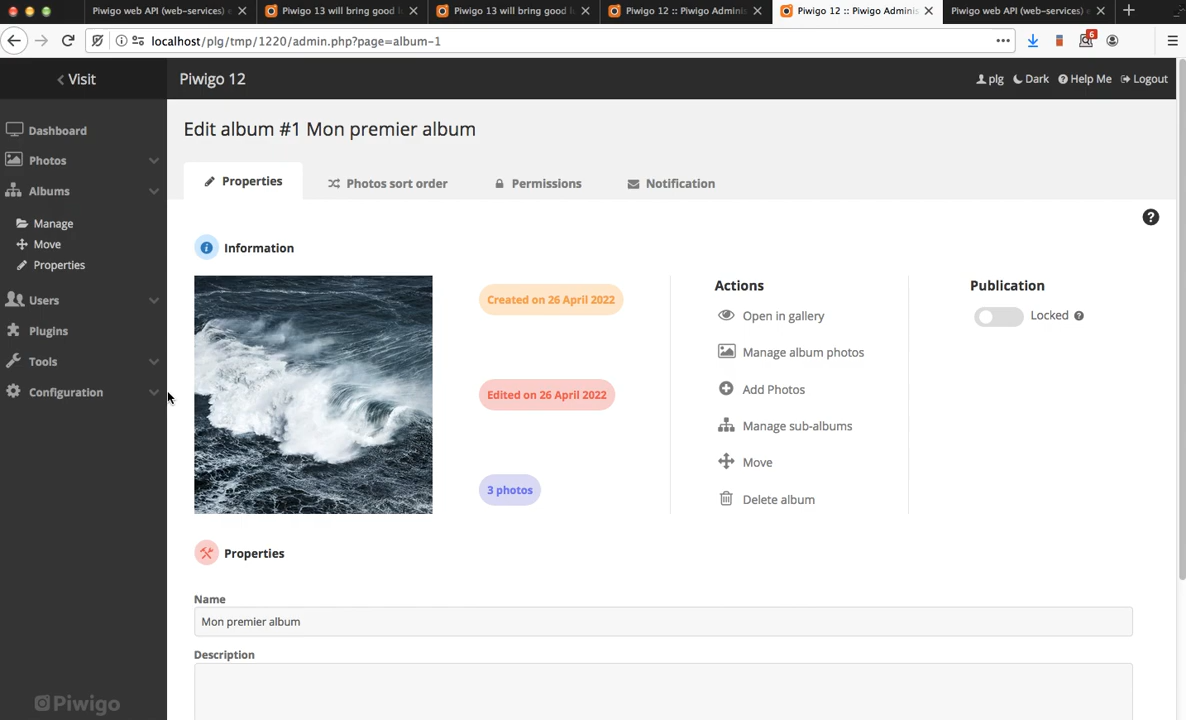 Piwigo web API (web-services)
Piwigo 13 will bring good
Piwigo 13 will bring good
Piwigo 12 :: Piwigo Adminis
Piwigo 12 :: Piwigo Adminis
Piwigo web API (web-services)
localhost/plg/tmp/1220/admin.php?page=album-1
6
Visit
Piwigo 12
plg
Dark
Help Me
Logout
Dashboard
Photos
Albums
Manage
Move
Properties
Users
Plugins
Tools
Configuration
Piwigo
Edit album #1 Mon premier album
Properties
Photos sort order
Permissions
Notification
Information
Created on 26 April 2022
Edited on 26 April 2022
3 photos
Actions
Open in gallery
Manage album photos
Add Photos
Manage sub-albums
Move
Delete album
Publication
Locked
Properties
Name
Mon premier album
Description